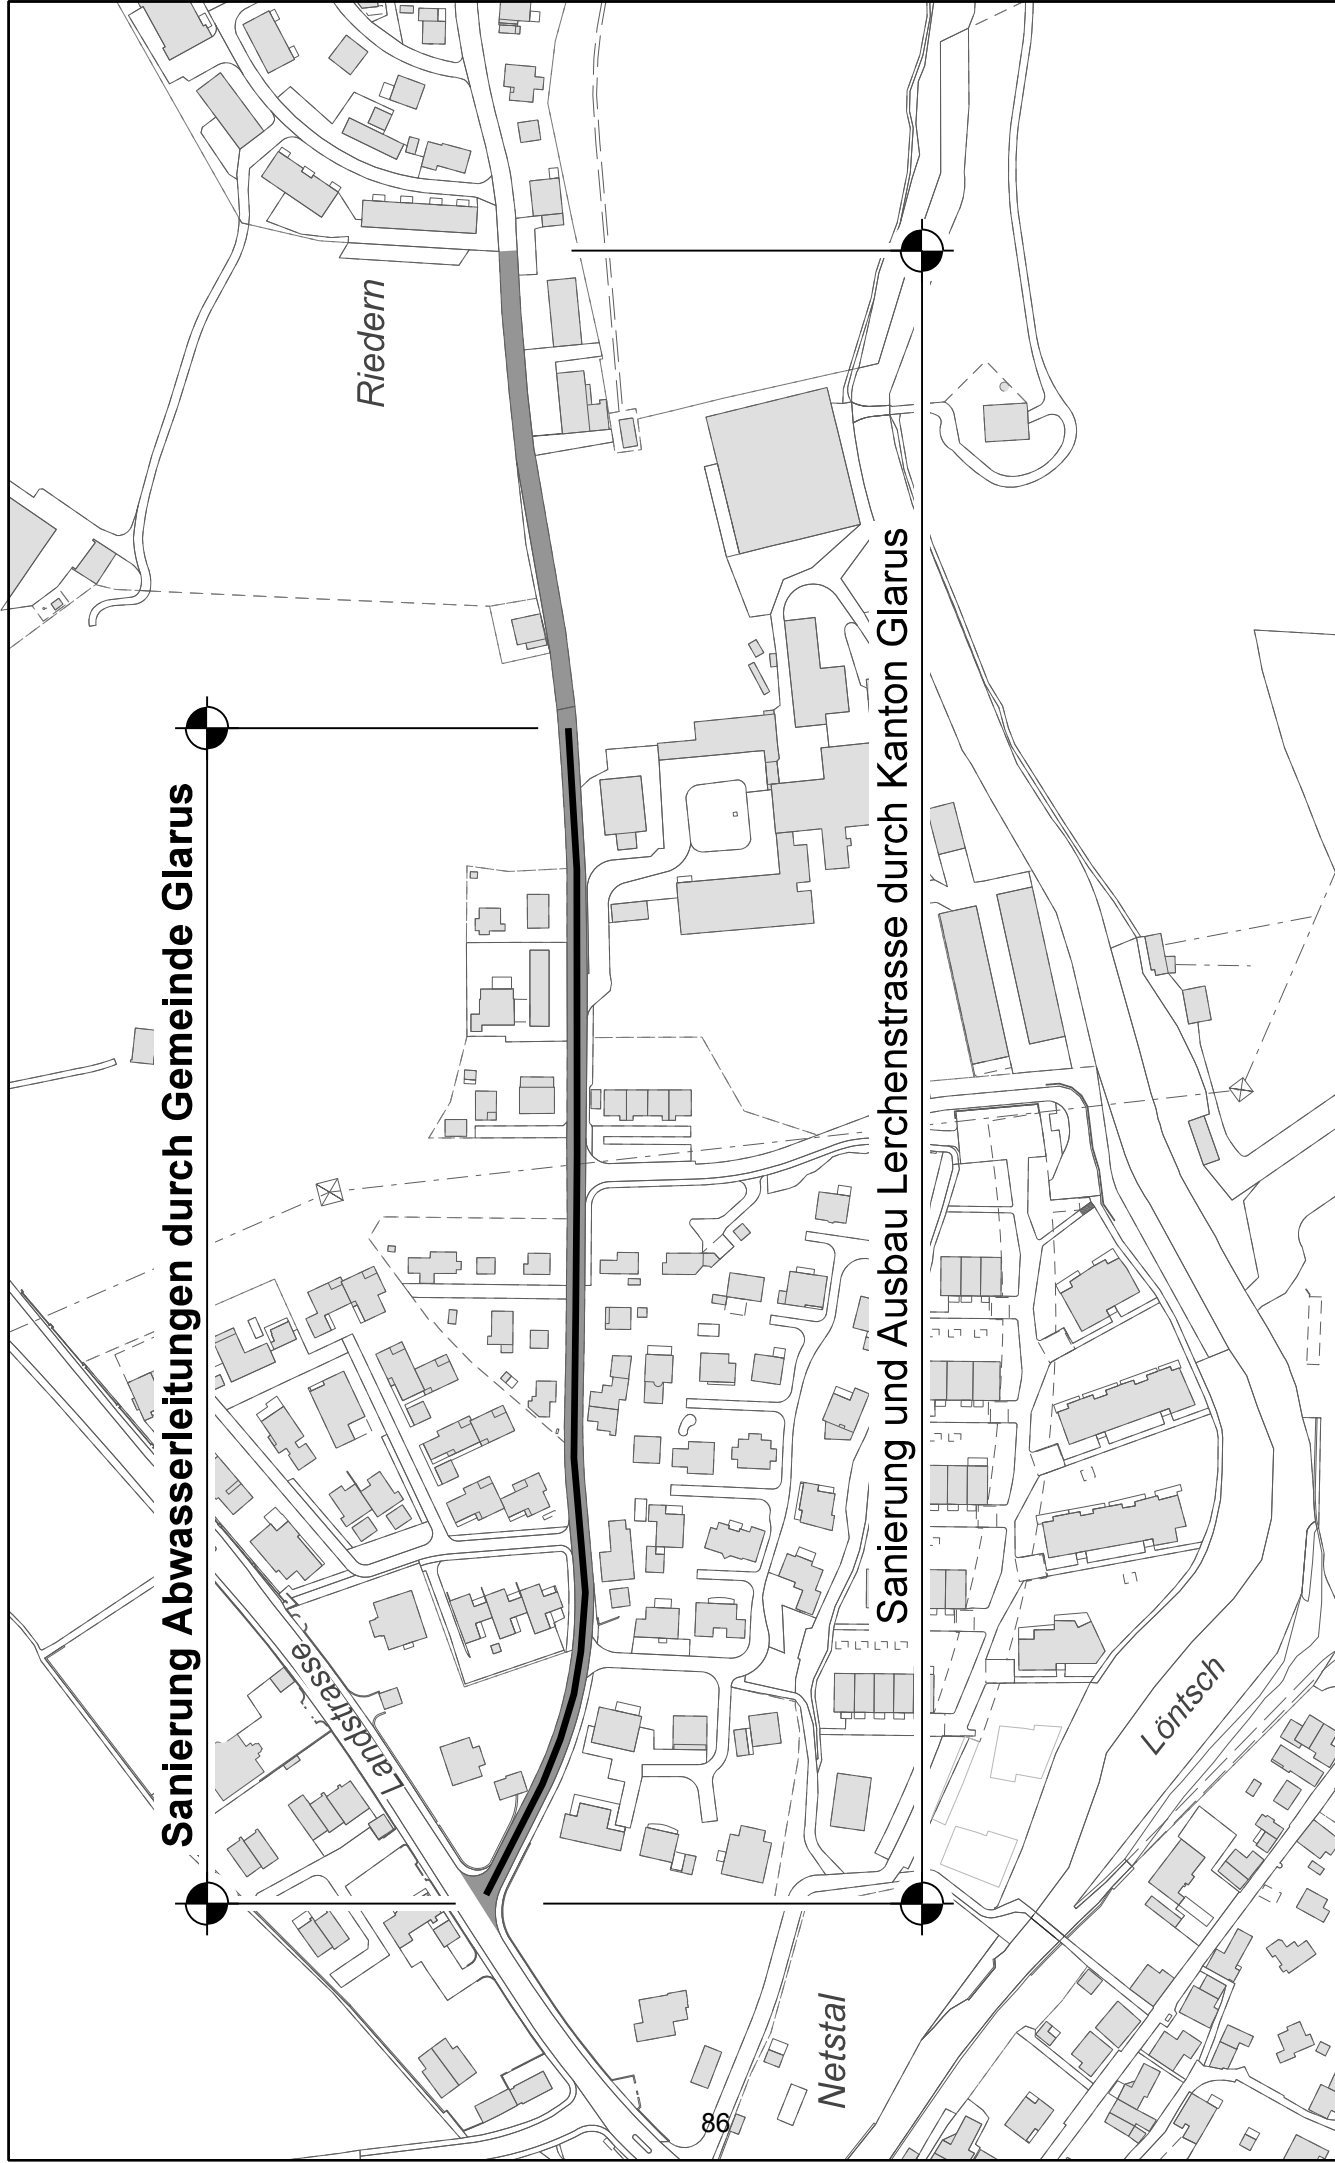 Sanierung Abwasserleitungen durch Gemeinde Glarus
Riedern
Landstrasse
Sanierung und Ausbau Lerchenstrasse durch Kanton Glarus
Löntsch
Netstal
86